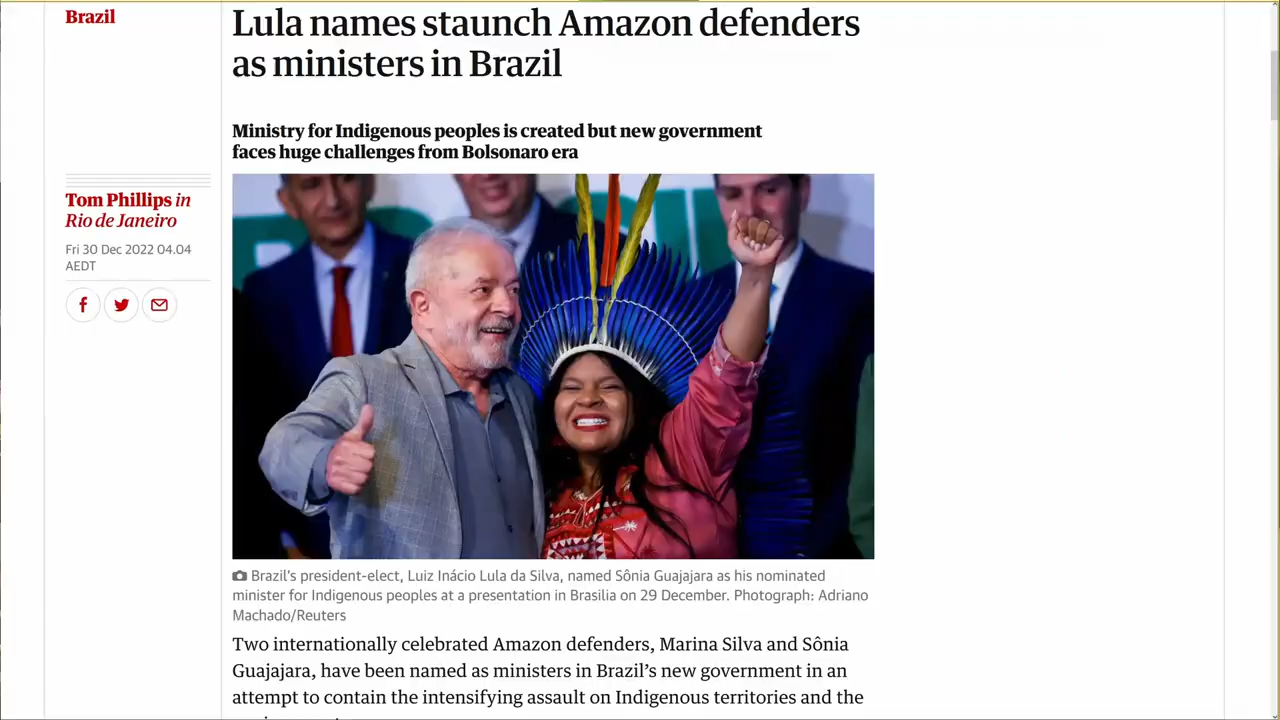 Brazil
Lula names staunch Amazon defenders
as ministers in Brazil
Ministry for Indigenous peoples is created but new government
faces huge challenges from Bolsonaro era
Tom Phillips in
Rio de Janeiro
Fri 30 Dec 2022 04.04
AEDT
Brazil's president-elect, Luiz Inácio Lula da Silva, named Sônia Guajajara as his nominated
minister for Indigenous peoples at a presentation in Brasilia on 29 December. Photograph: Adriano
Machado/Reuters
Two internationally celebrated Amazon defenders, Marina Silva and Sônia
Guajajara, have been named as ministers in Brazil’s new government in an
attempt to contain the intensifying assault on Indigenous territories and the